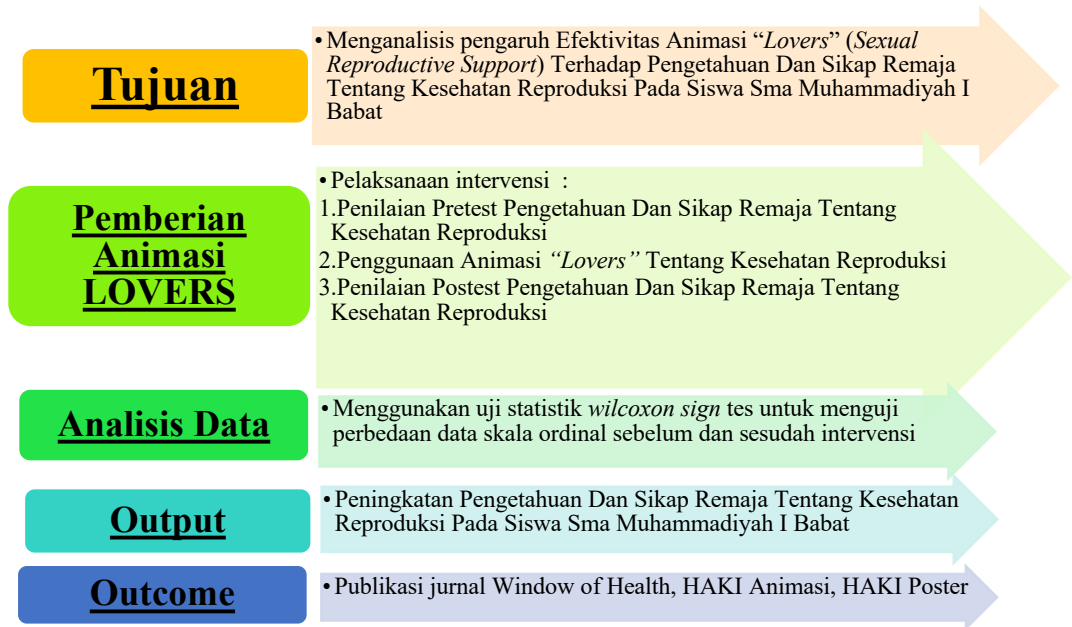 Tujuan
• Menganalisis pengaruh Efektivitas Animasi “Lovers” (Sexual
Reproductive Support) Terhadap Pengetahuan Dan Sikap Remaja
Tentang Kesehatan Reproduksi Pada Siswa Sma Muhammadiyah I
Babat
Pemberian
Animasi
LOVERS
• Pelaksanaan intervensi :
1.Penilaian Pretest Pengetahuan Dan Sikap Remaja Tentang
Kesehatan Reproduksi
2.Penggunaan Animasi “Lovers” Tentang Kesehatan Reproduksi
3.Penilaian Postest Pengetahuan Dan Sikap Remaja Tentang
Kesehatan Reproduksi
Analisis Data
• Menggunakan uji statistik wilcoxon sign tes untuk menguji
perbedaan data skala ordinal sebelum dan sesudah intervensi
Output
• Peningkatan Pengetahuan Dan Sikap Remaja Tentang Kesehatan
Reproduksi Pada Siswa Sma Muhammadiyah I Babat
Outcome
• Publikasi jurnal Window of Health, HAKI Animasi, HAKI Poster